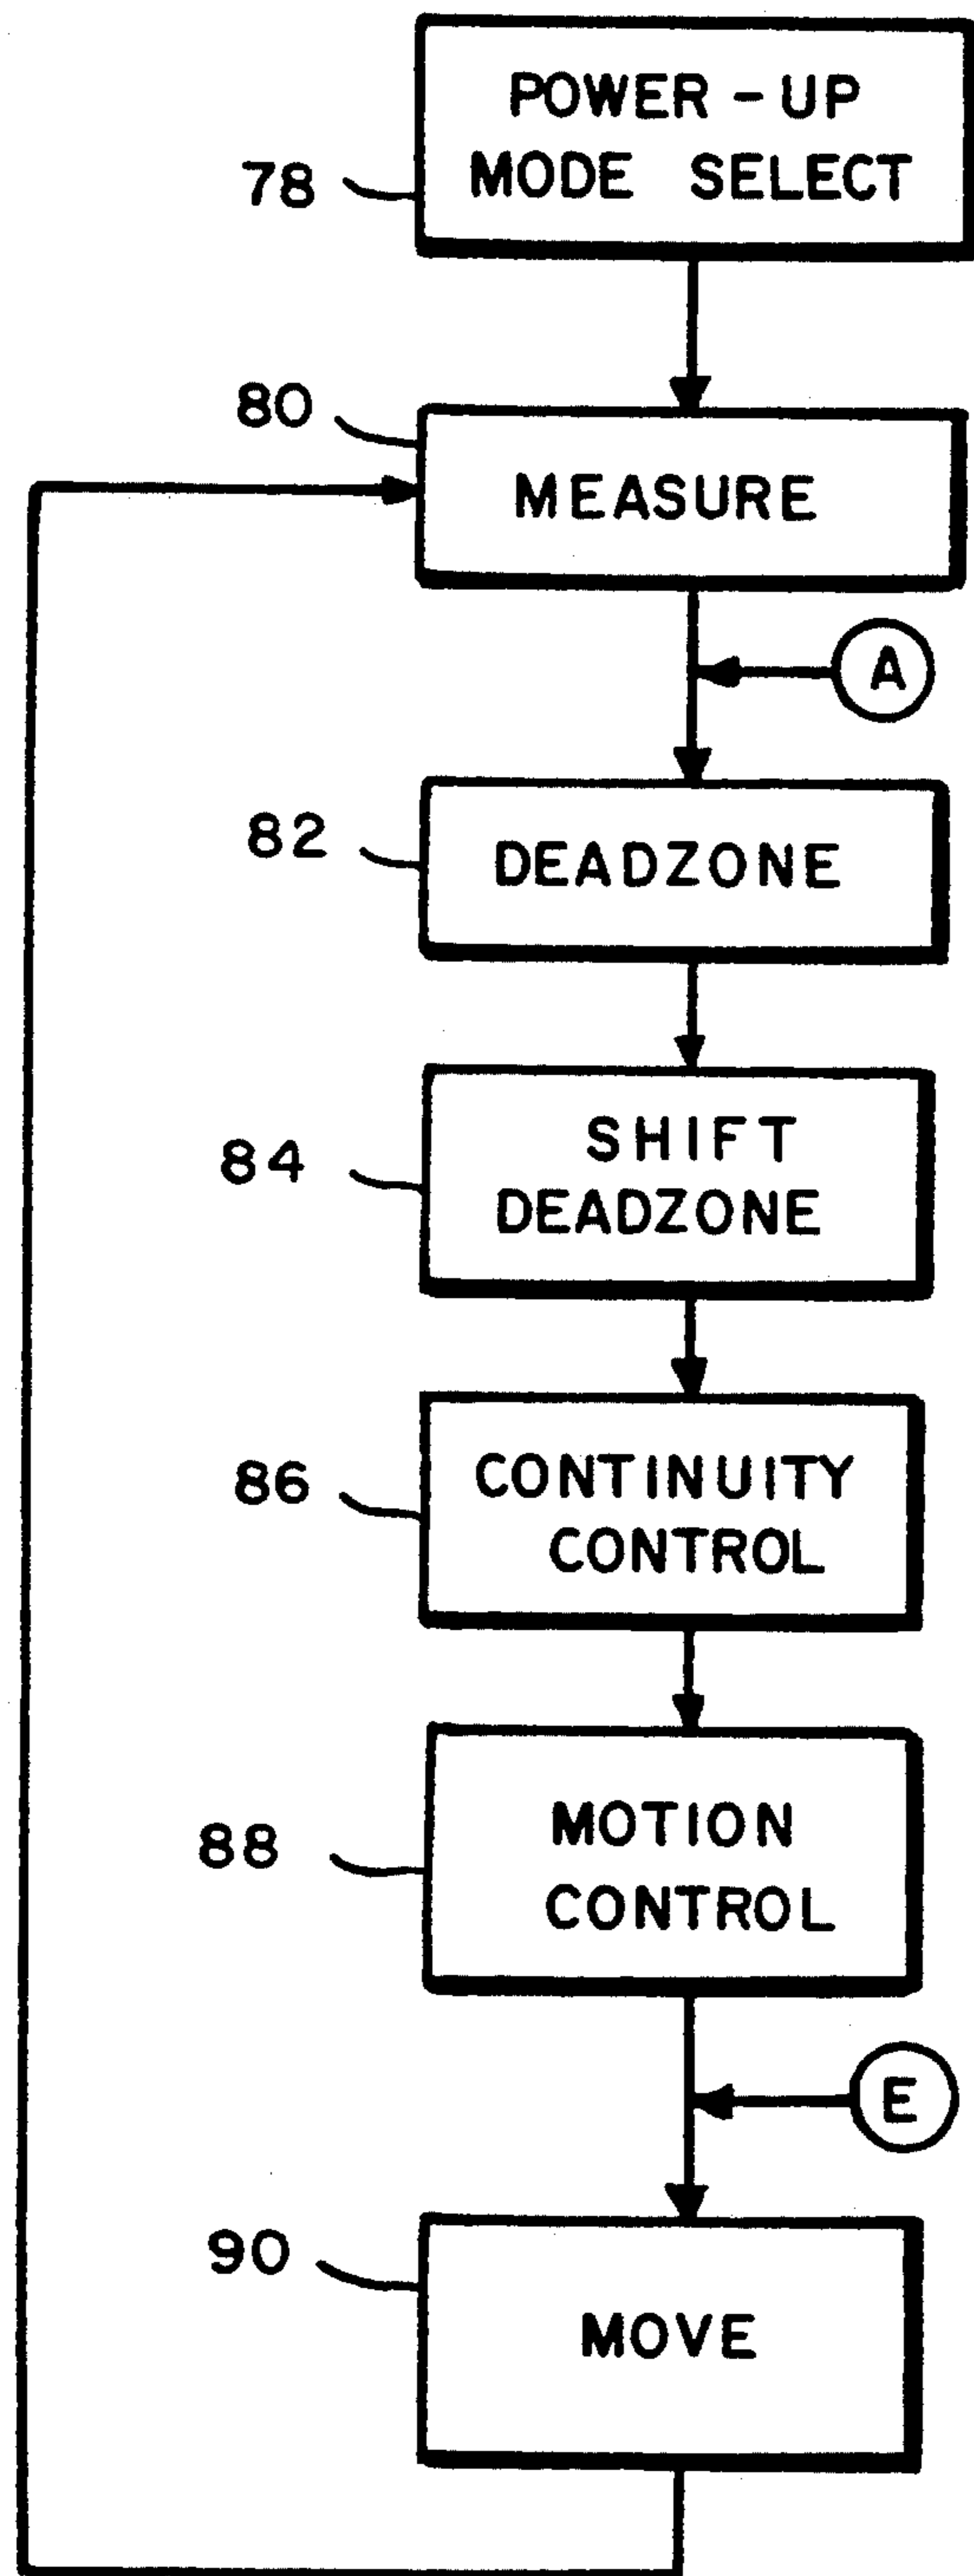 POWER-UP
MODE SELECT
78
80
MEASURE
A
82
DEADZONE
84
SHIFT
DEADZONE
86
CONTINUITY
CONTROL
88
MOTION
CONTROL
E
90
MOVE